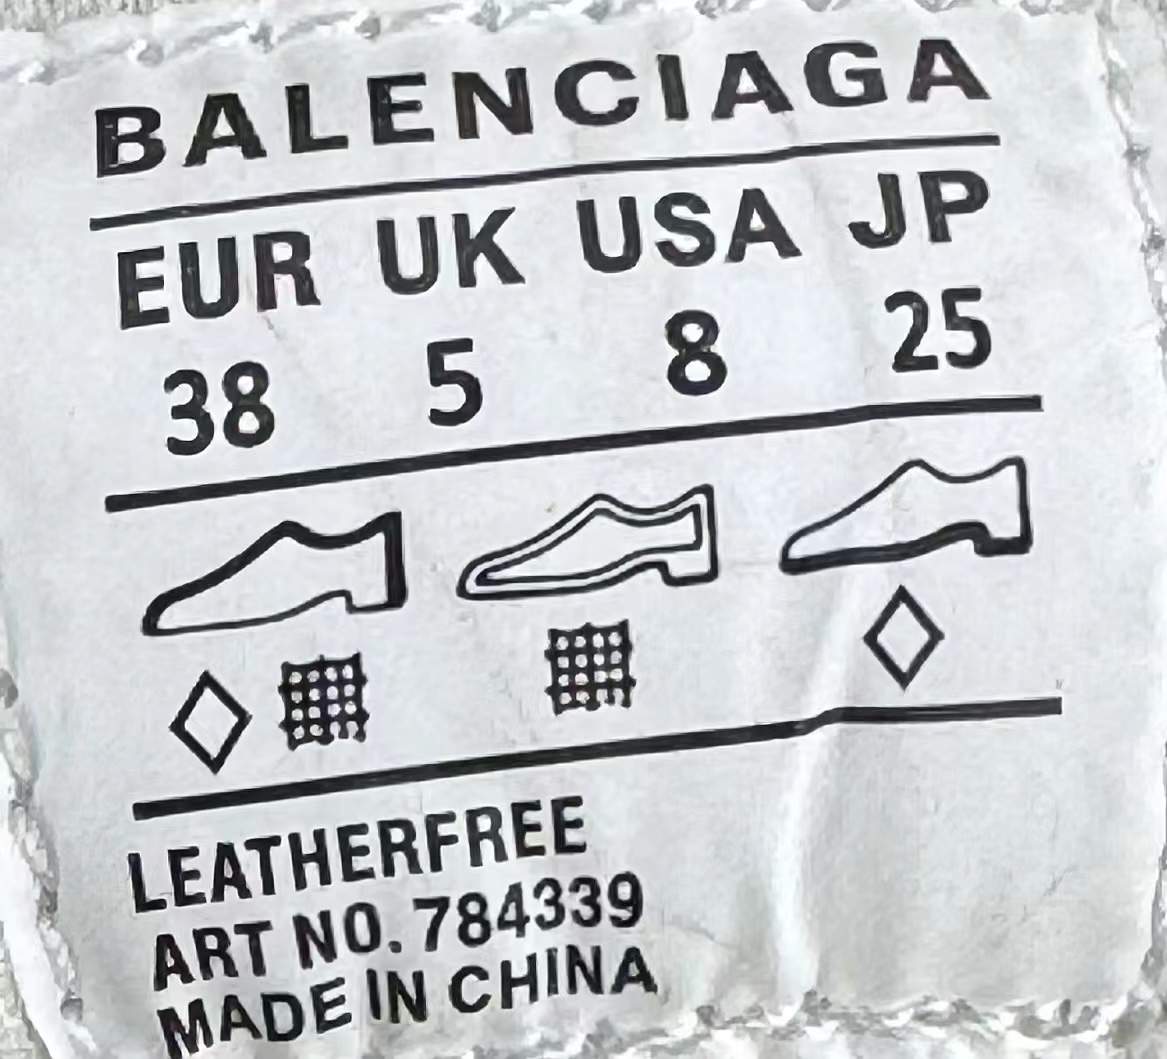 BALENCIAGA
EUR UK USA JP
38 5 8 25
LEATHERFREE
ART NO. 784339
MADE IN CHINA